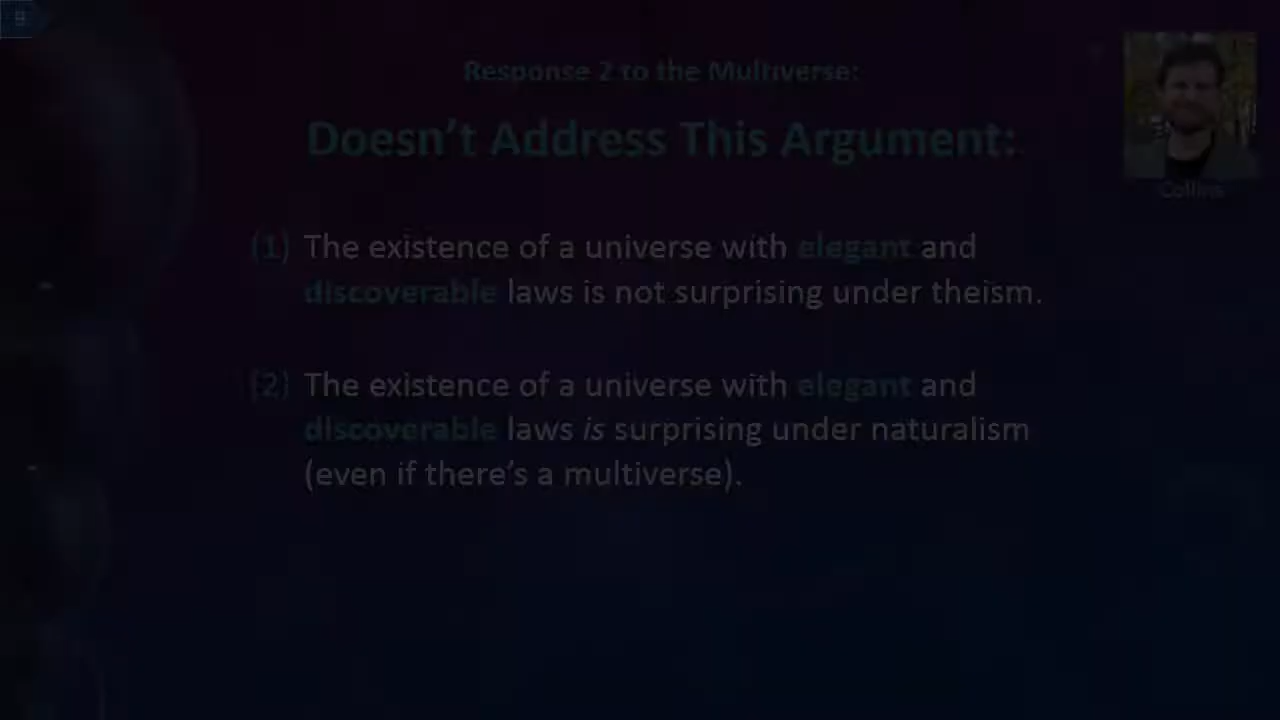 9
Response 2 to the Multiverse:
Doesn't Address This Argument:
Collins
(1) The existence of a universe with elegant and
discoverable laws is not surprising under theism.
(2) The existence of a universe with elegant and
discoverable laws is surprising under naturalism
(even if there's a multiverse).